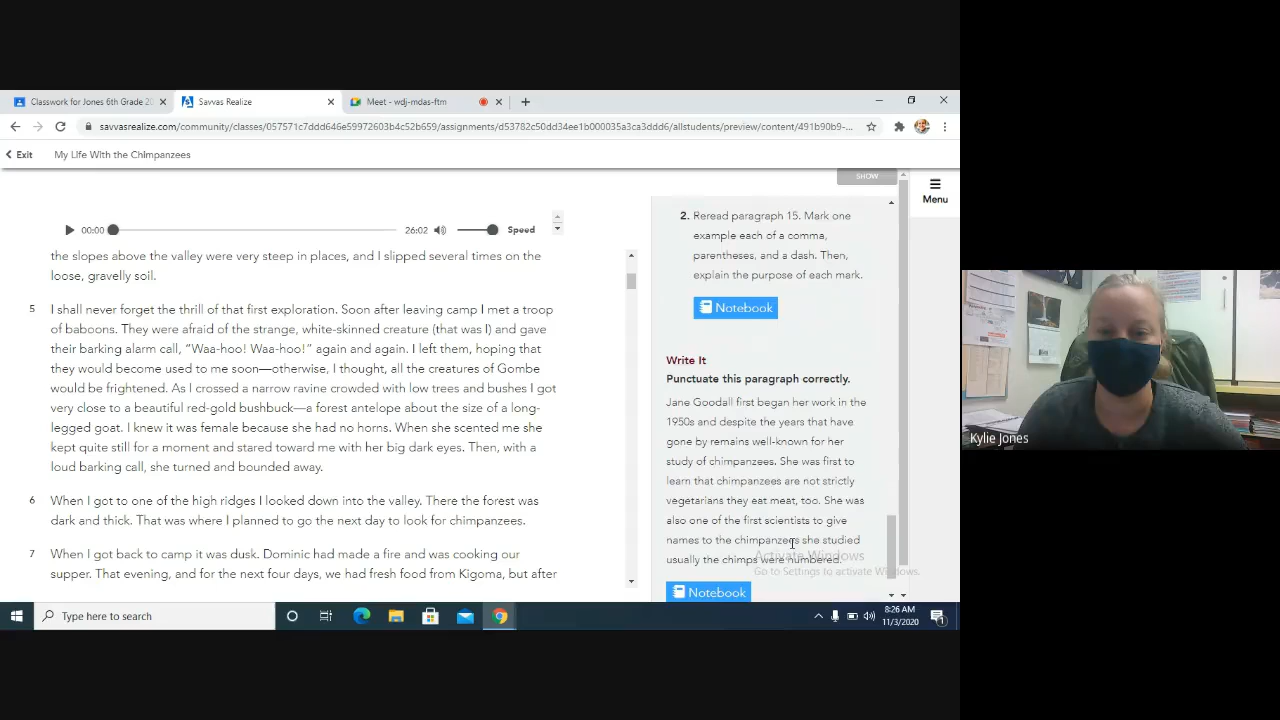 Classwork for Jones 6th Grade 20
Savvas Realize
Meet - wdj-mdas-ftm
savvasrealize.com/community/classes/057571c7ddd646e59972603b4c52b659/assignments/d53782c50dd34ee1b000035a3ca3ddd6/allstudents/preview/content/491b90b9-...
Exit
My Life With the Chimpanzees
SHOW
Menu
00:00
26:02
Speed
the slopes above the valley were very steep in places, and I slipped several times on the
loose, gravelly soil.
5 I shall never forget the thrill of that first exploration. Soon after leaving camp I met a troop
of baboons. They were afraid of the strange, white-skinned creature (that was I) and gave
their barking alarm call, “Waa-hoo! Waa-hoo!” again and again. I left them, hoping that
they would become used to me soon—otherwise, I thought, all the creatures of Gombe
would be frightened. As I crossed a narrow ravine crowded with low trees and bushes I got
very close to a beautiful red-gold bushbuck—a forest antelope about the size of a long-
legged goat. I knew it was female because she had no horns. When she scented me she
kept quite still for a moment and stared toward me with her big dark eyes. Then, with a
loud barking call, she turned and bounded away.
6 When I got to one of the high ridges I looked down into the valley. There the forest was
dark and thick. That was where I planned to go the next day to look for chimpanzees.
7 When I got back to camp it was dusk. Dominic had made a fire and was cooking our
supper. That evening, and for the next four days, we had fresh food from Kigoma, but after
2. Reread paragraph 15. Mark one
example each of a comma,
parentheses, and a dash. Then,
explain the purpose of each mark.
Notebook
Write It
Punctuate this paragraph correctly.
Jane Goodall first began her work in the
1950s and despite the years that have
gone by remains well-known for her
study of chimpanzees. She was first to
learn that chimpanzees are not strictly
vegetarians they eat meat, too. She was
also one of the first scientists to give
names to the chimpanzees she studied
usually the chimps were numbered.
Activate Windows
Go to Settings to activate Windows.
Notebook
Kylie Jones
Type here to search
8:26 AM
11/3/2020
1